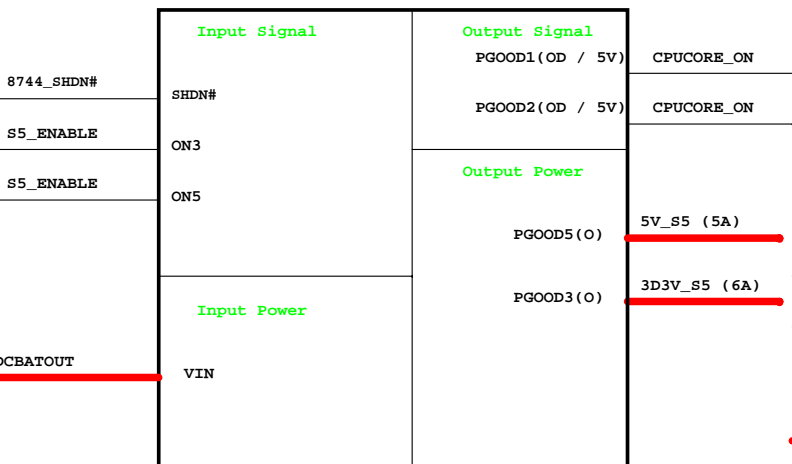 Input Signal
Output Signal
PGOOD1(OD / 5V)
CPUCORE_ON
8744_SHDN#
SHDN#
PGOOD2(OD / 5V)
CPUCORE_ON
S5_ENABLE
ON3
Output Power
S5_ENABLE
ON5
5V_S5 (5A)
PGOOD5(O)
3D3V_S5 (6A)
PGOOD3(O)
Input Power
DCBATOUT
VIN